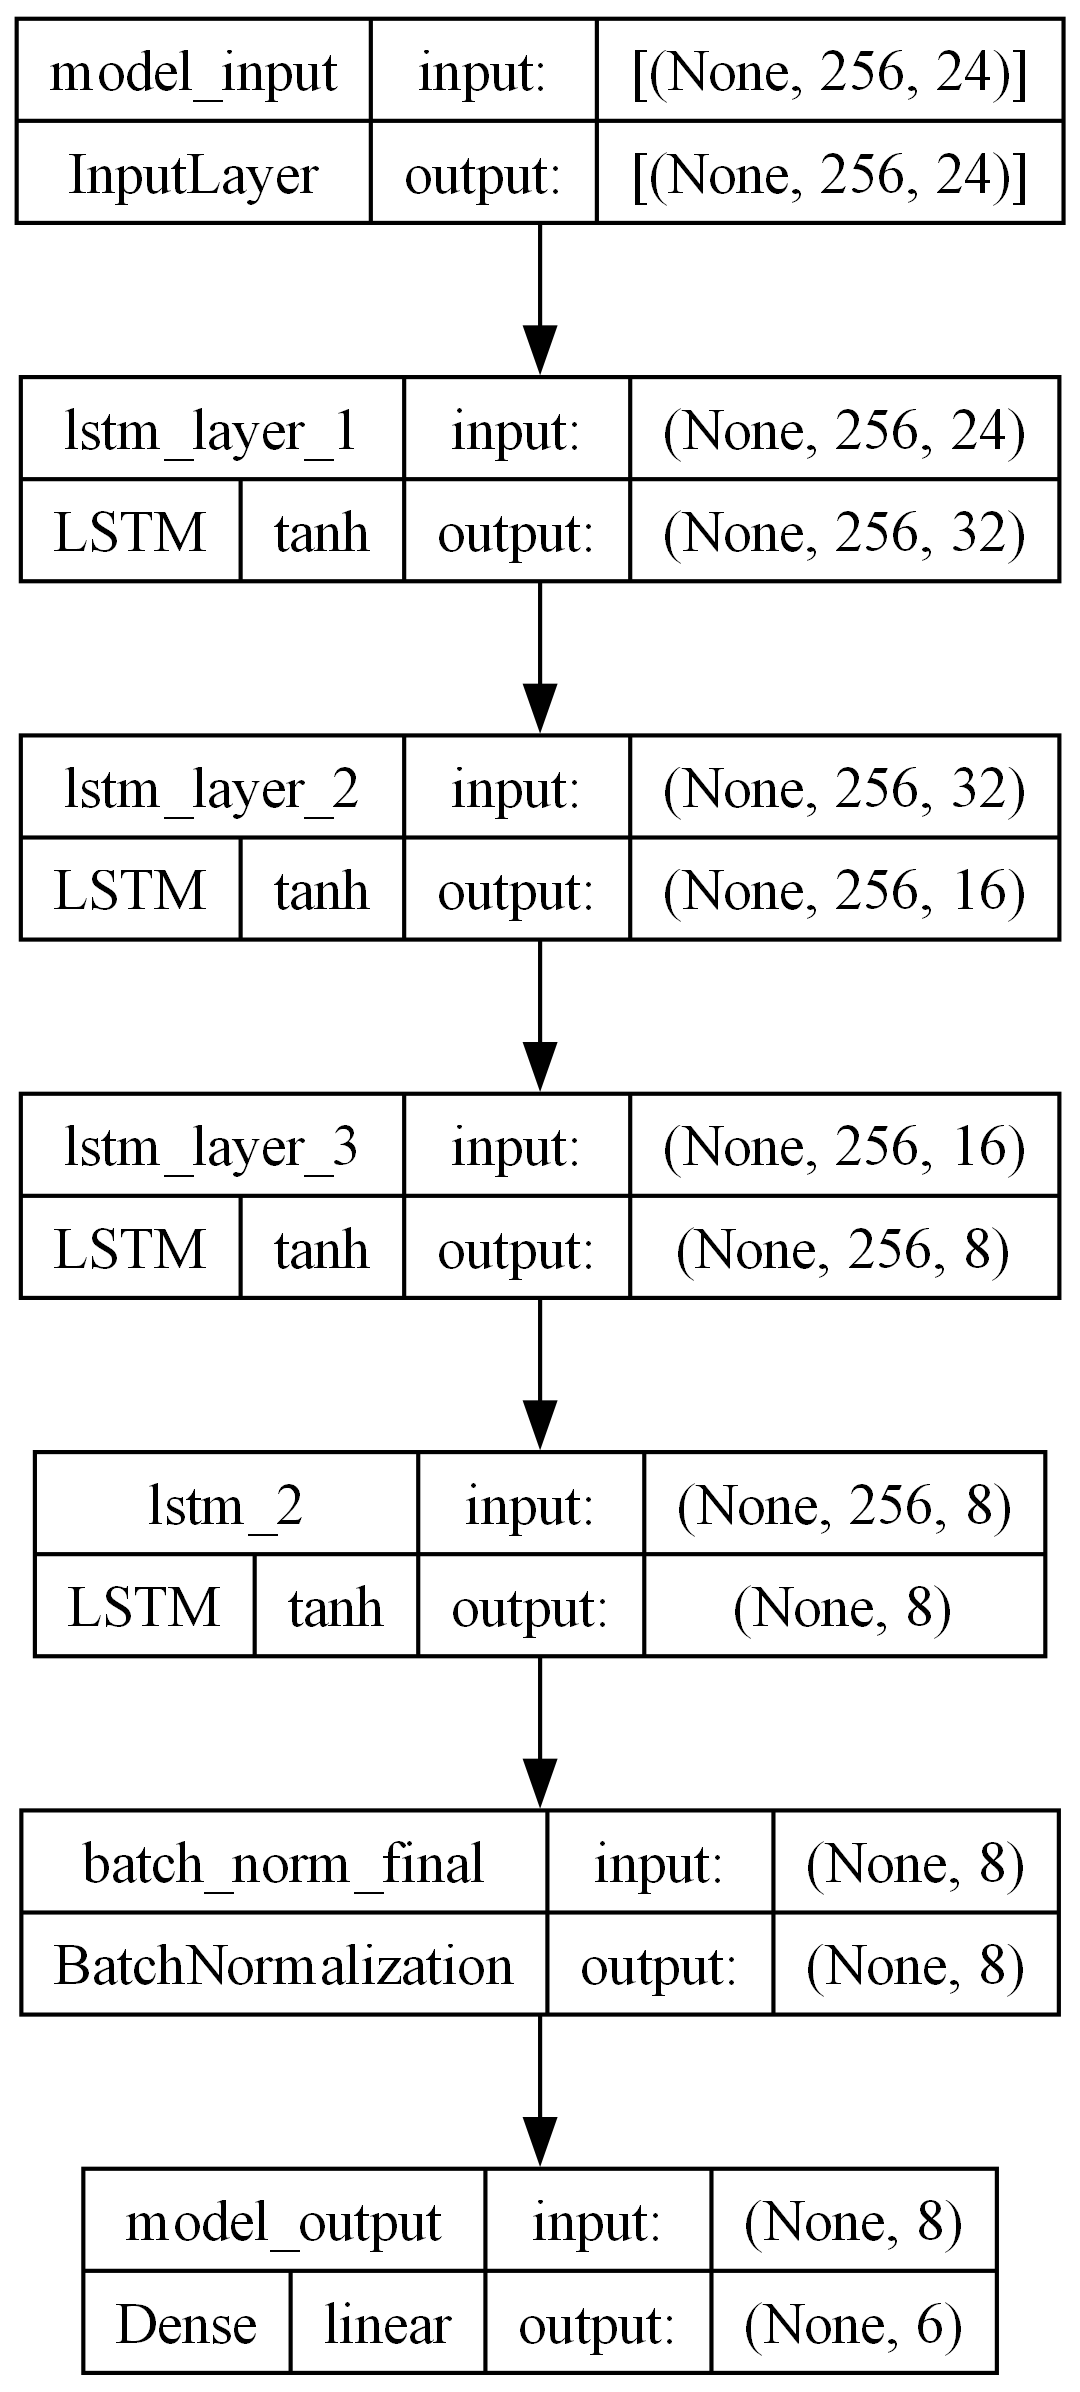 model_input input: [(None, 256, 24)]
InputLayer output: [(None, 256, 24)]
lstm_layer_1 input: (None, 256, 24)
LSTM tanh output: (None, 256, 32)
lstm_layer_2 input: (None, 256, 32)
LSTM tanh output: (None, 256, 16)
lstm_layer_3 input: (None, 256, 16)
LSTM tanh output: (None, 256, 8)
lstm_2 input: (None, 256, 8)
LSTM tanh output: (None, 8)
batch_norm_final input: (None, 8)
BatchNormalization output: (None, 8)
model_output input: (None, 8)
Dense linear output: (None, 6)